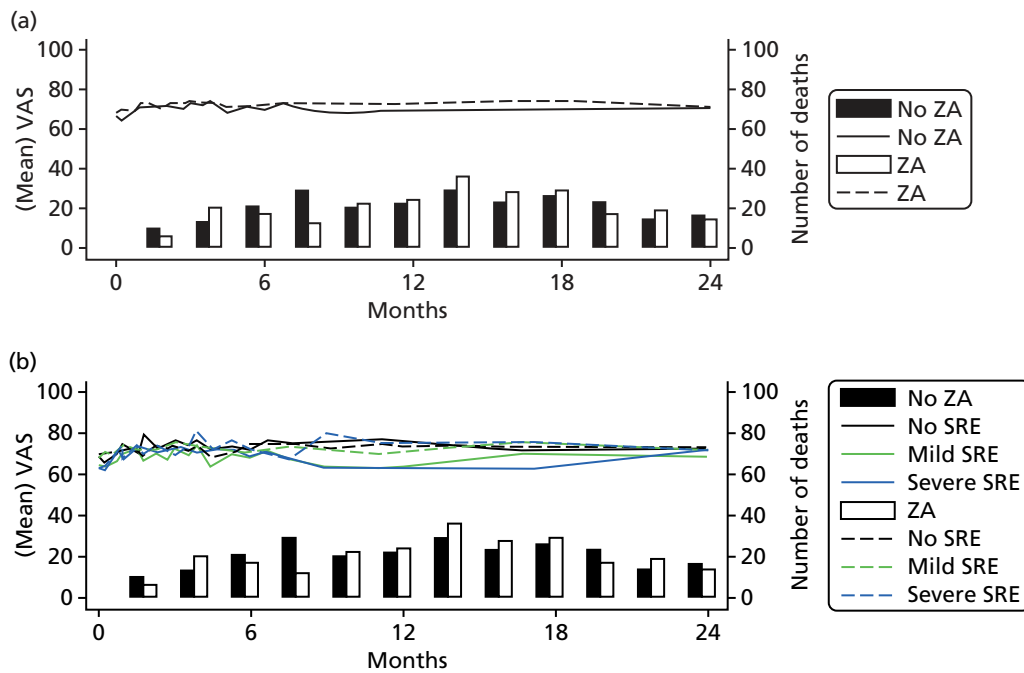 (a)
100
80
60
40
20
0
(Mean) VAS
100
80
60
40
20
0
Number of deaths
0 6 12 18 24
Months
No ZA
No ZA
ZA
ZA
(b)
100
80
60
40
20
0
(Mean) VAS
100
80
60
40
20
0
Number of deaths
0 6 12 18 24
Months
No ZA
No SRE
Mild SRE
Severe SRE
ZA
No SRE
Mild SRE
Severe SRE